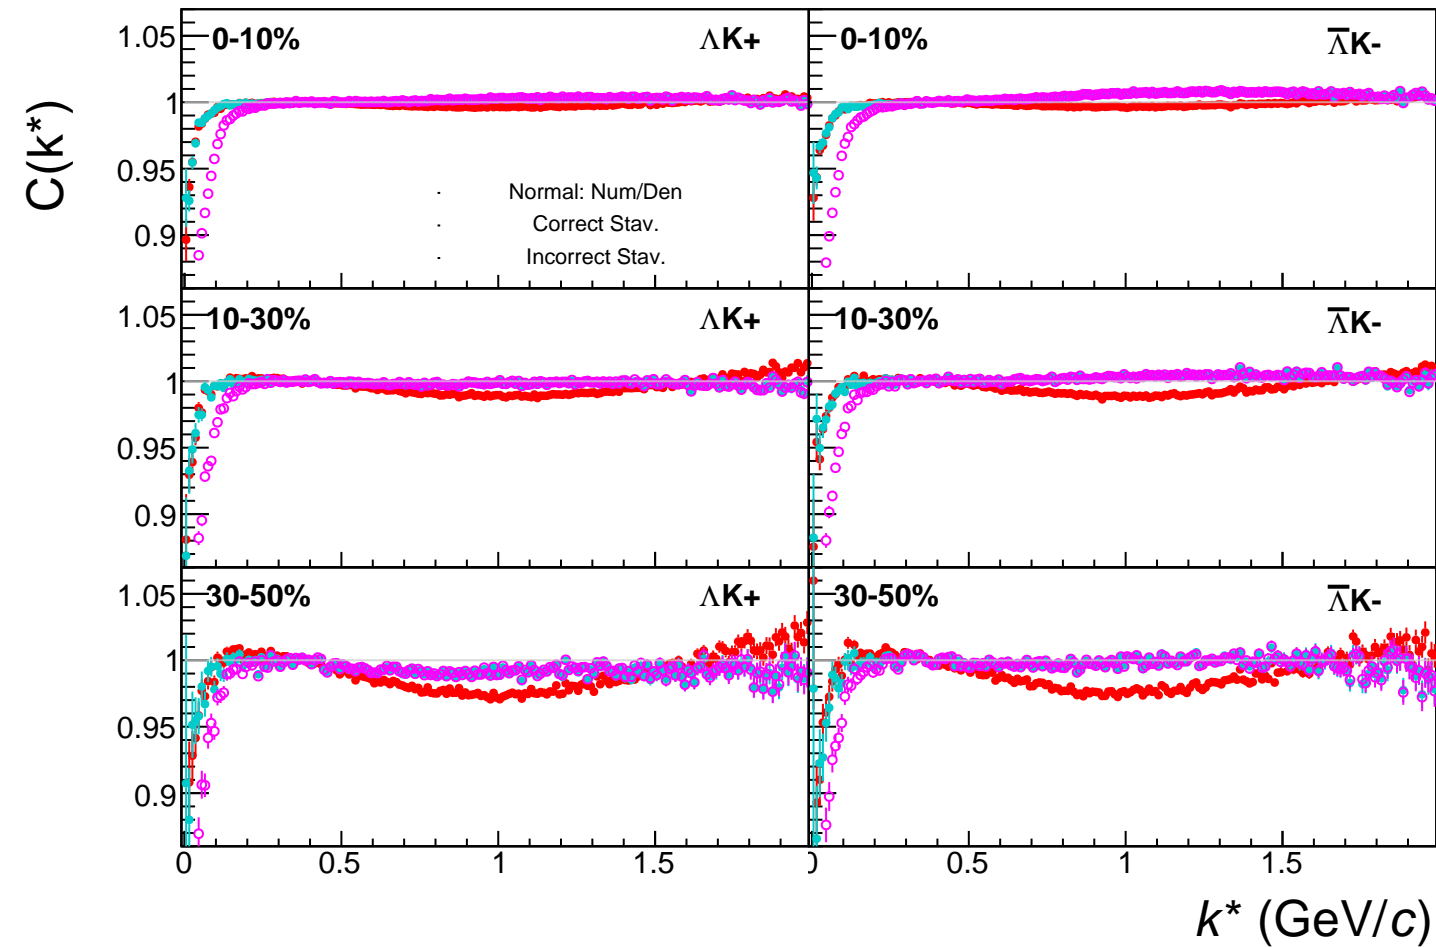 C(k*)
0-10%
ΛK+
1.05
1
0.95
0.9
Normal: Num/Den
Correct Stav.
Incorrect Stav.
0-10%
Λ̅K-
10-30%
ΛK+
1.05
1
0.95
0.9
10-30%
Λ̅K-
30-50%
ΛK+
1.05
1
0.95
0.9
30-50%
Λ̅K-
0 0.5 1 1.5 0 0.5 1 1.5
k* (GeV/c)